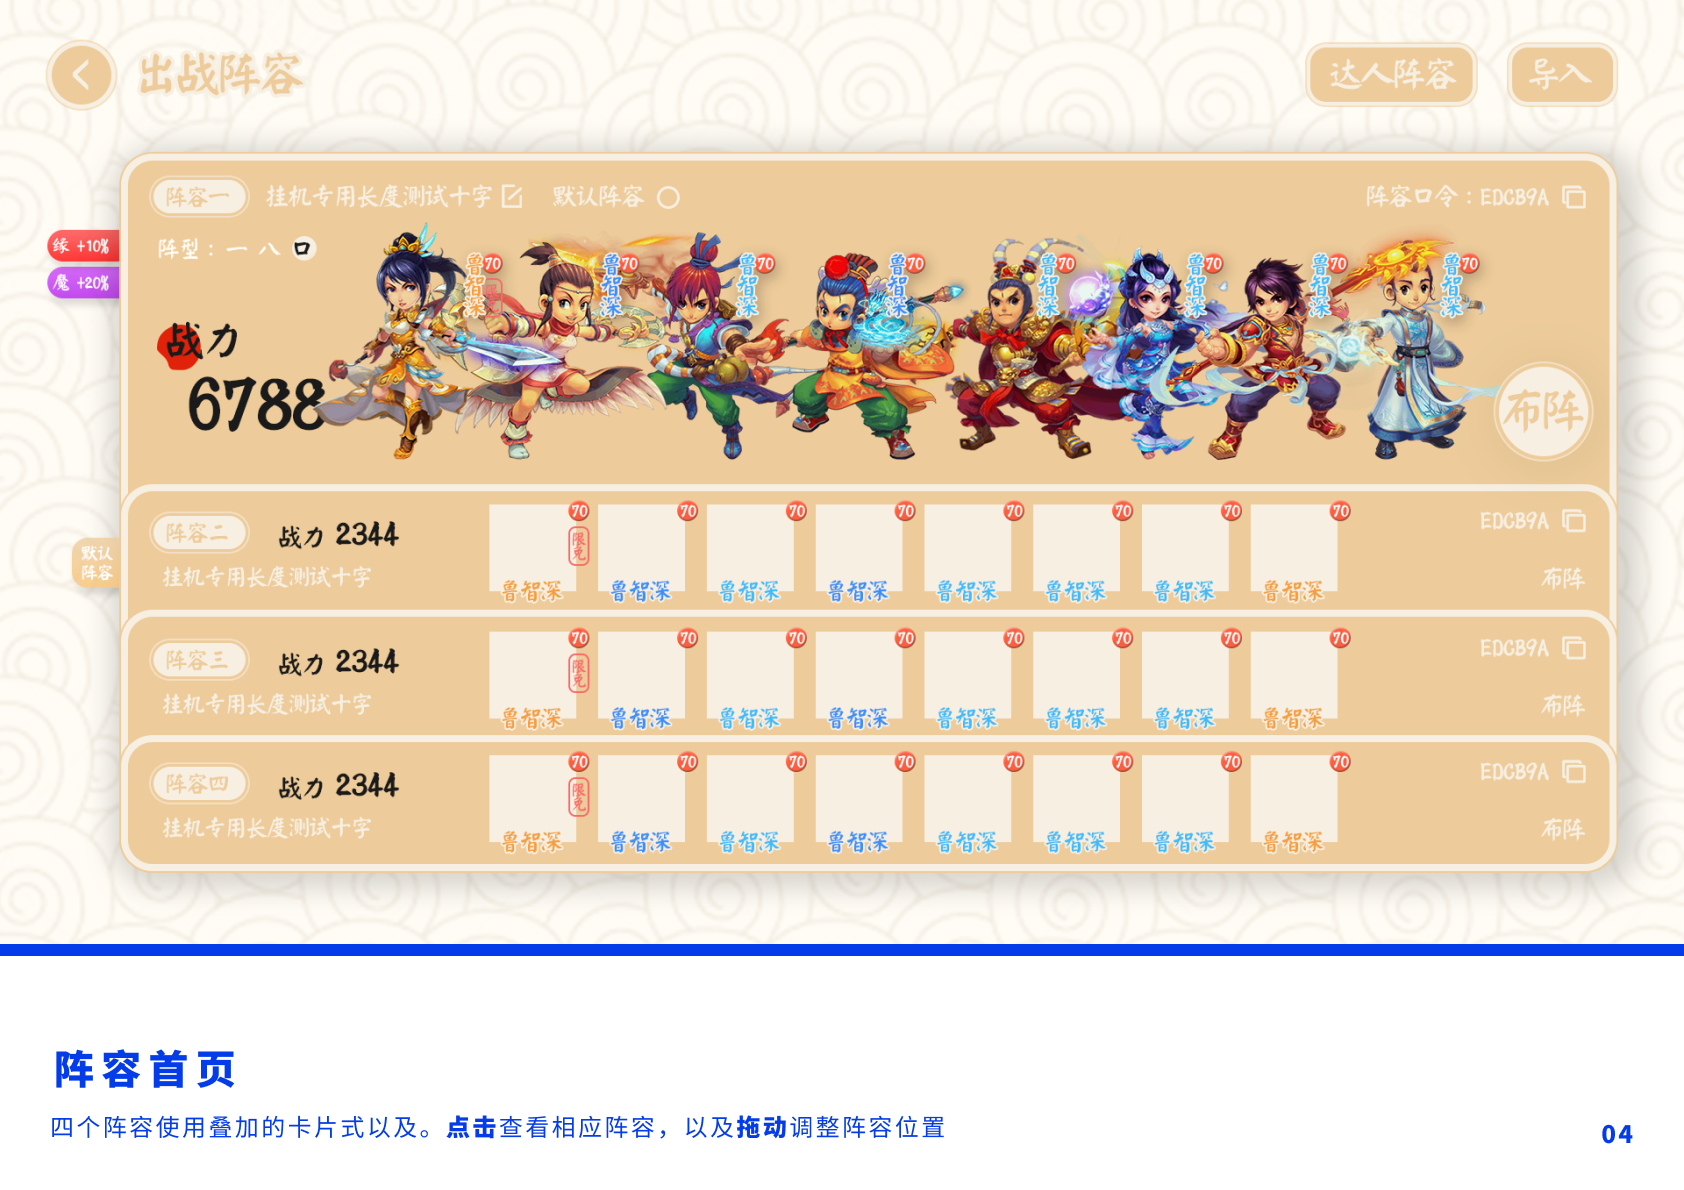 出战阵容
达人阵容
导入
阵容一 挂机专用长度测试十字 默认阵容
阵容口令：EDCB9A
缘 +10%
魔 +20%
阵型：一 八 口
战力
6788
鲁智深 70 限免
鲁智深 70
鲁智深 70
鲁智深 70
鲁智深 70
鲁智深 70
鲁智深 70
鲁智深 70
布阵
默认
阵容
阵容二 战力 2344
挂机专用长度测试十字
70 70 70 70 70 70 70 70
限免
鲁智深 鲁智深 鲁智深 鲁智深 鲁智深 鲁智深 鲁智深 鲁智深
EDCB9A
布阵
阵容三 战力 2344
挂机专用长度测试十字
70 70 70 70 70 70 70 70
限免
鲁智深 鲁智深 鲁智深 鲁智深 鲁智深 鲁智深 鲁智深 鲁智深
EDCB9A
布阵
阵容四 战力 2344
挂机专用长度测试十字
70 70 70 70 70 70 70 70
限免
鲁智深 鲁智深 鲁智深 鲁智深 鲁智深 鲁智深 鲁智深 鲁智深
EDCB9A
布阵
阵容首页
四个阵容使用叠加的卡片式以及。点击查看相应阵容，以及拖动调整阵容位置
04